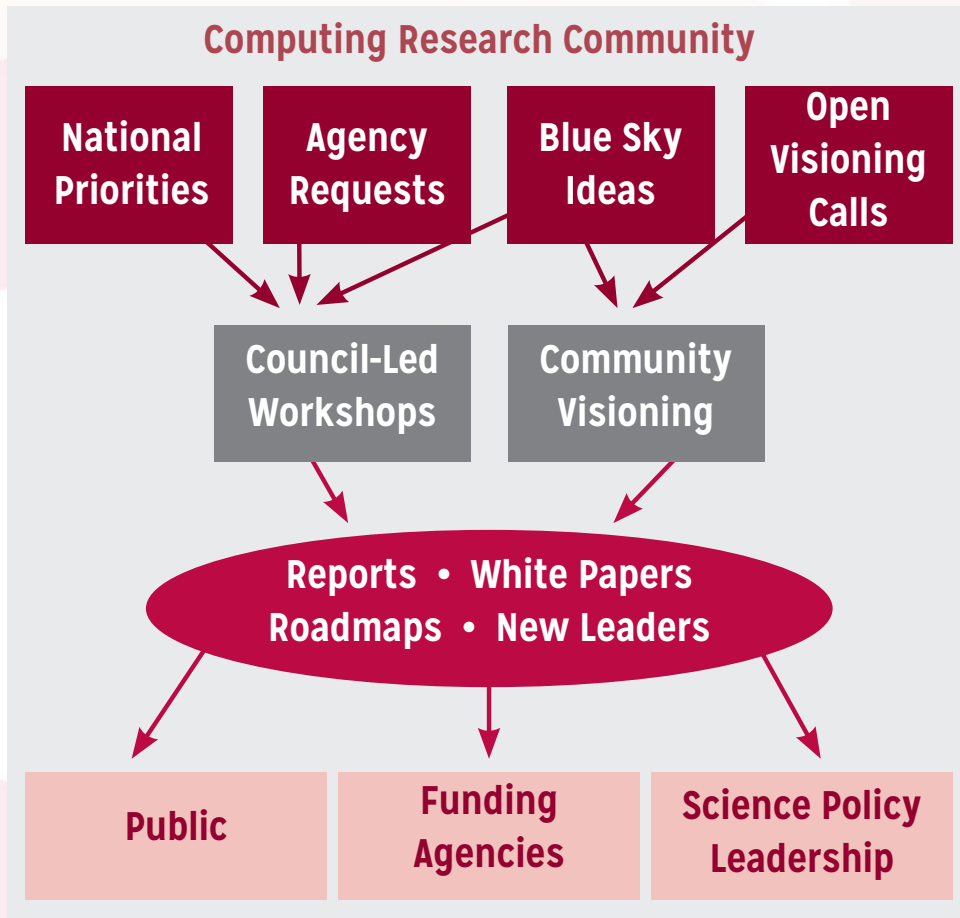 Computing Research Community
National
Priorities
Agency
Requests
Blue Sky
Ideas
Open
Visioning
Calls
Council-Led
Workshops
Community
Visioning
Reports • White Papers
Roadmaps • New Leaders
Public
Funding
Agencies
Science Policy
Leadership